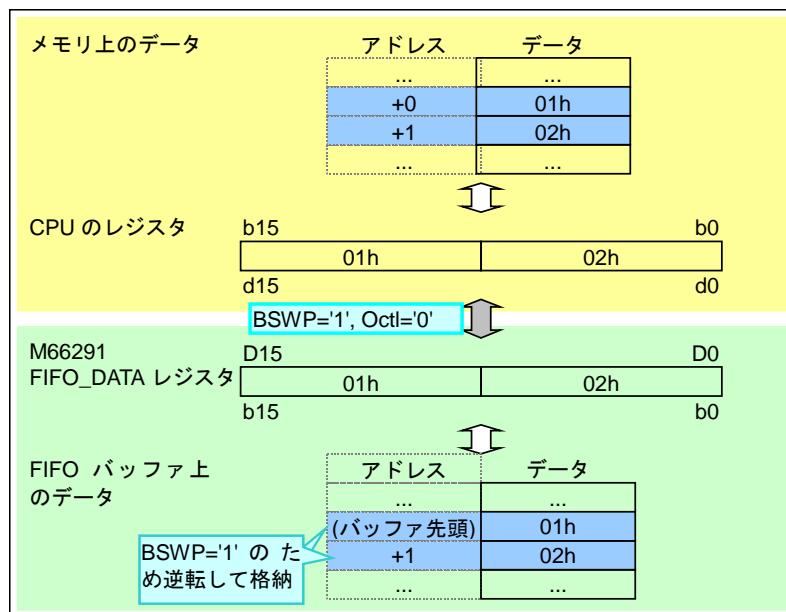 メモリ上のデータ
アドレス データ
... ...
+0 01h
+1 02h
... ...
CPU のレジスタ
b15 b0
01h 02h
d15 d0
BSWP='1', Octl='0'
M66291
FIFO_DATA レジスタ
D15 D0
01h 02h
b15 b0
FIFO バッファ上
のデータ
アドレス データ
... ...
(バッファ先頭) 01h
+1 02h
... ...
BSWP='1' の た
め逆転して格納